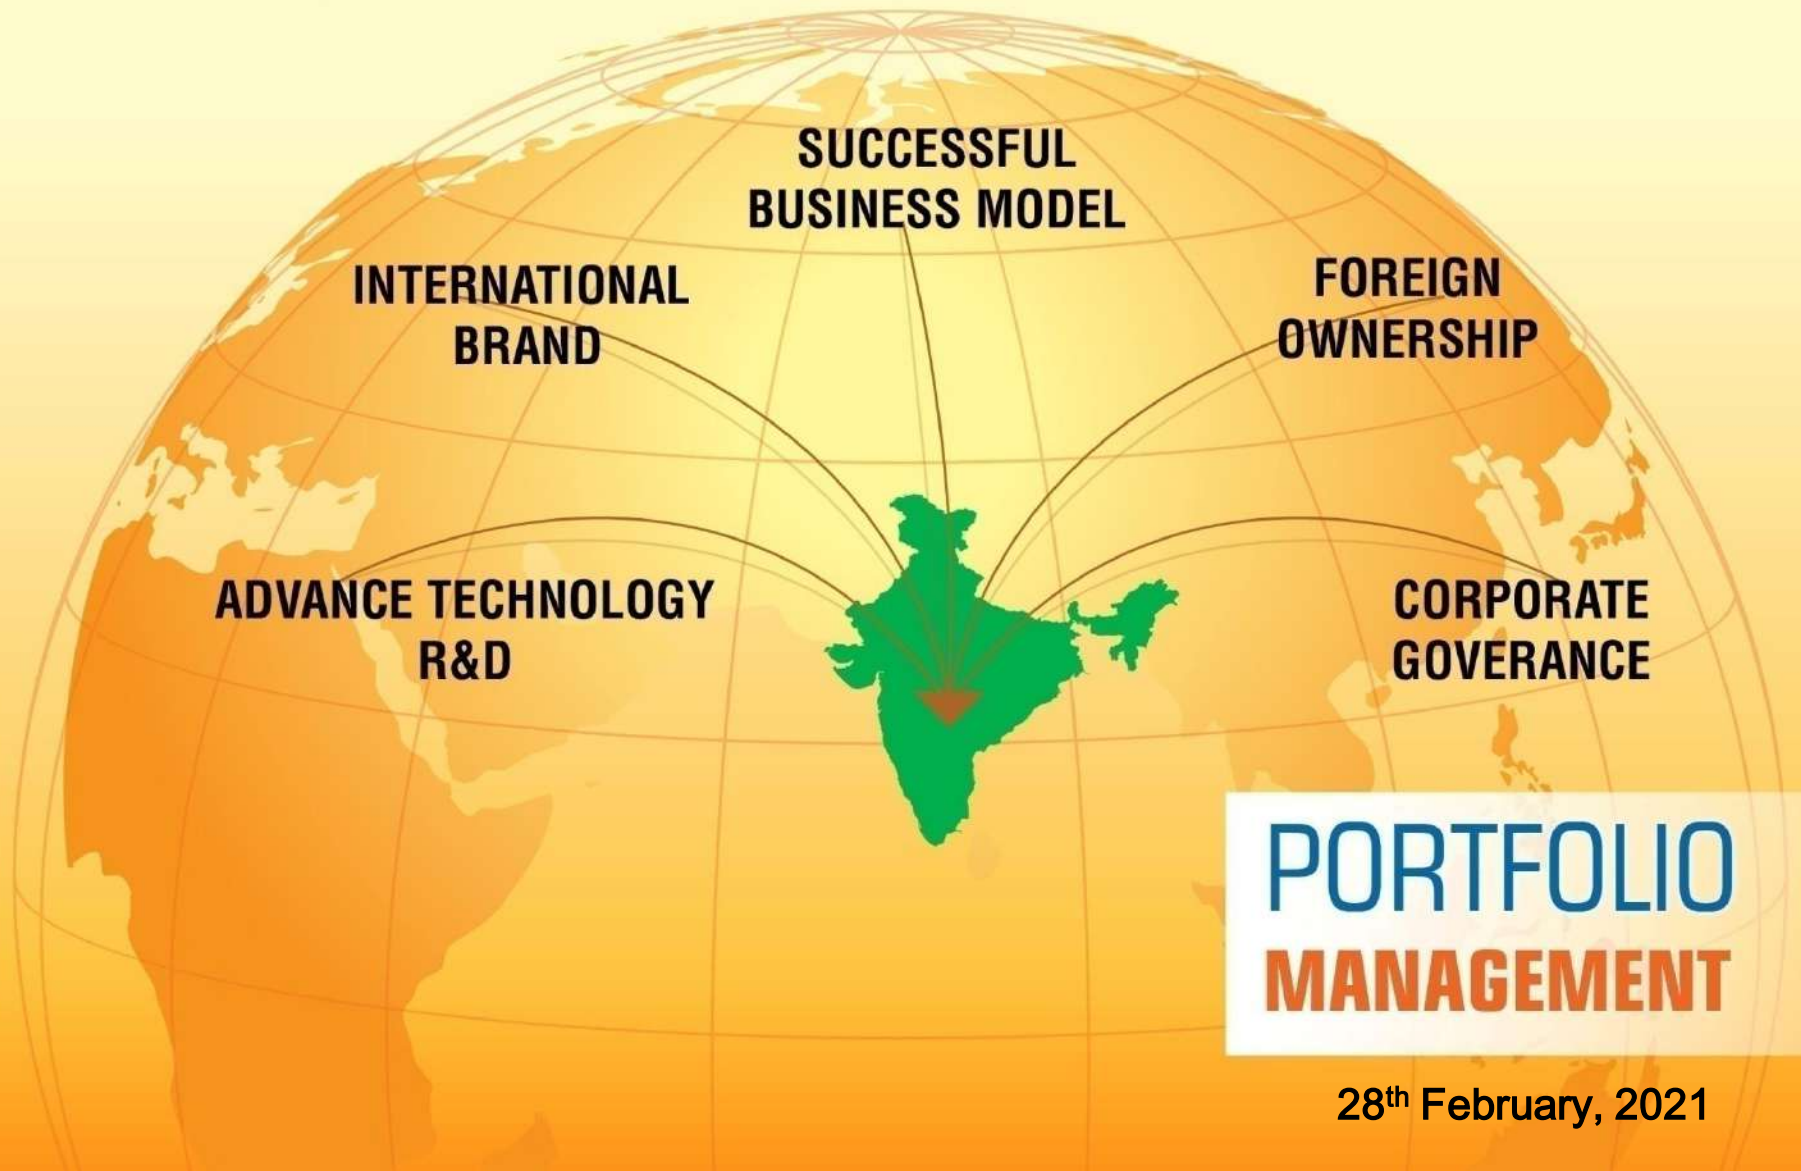 SUCCESSFUL
BUSINESS MODEL
INTERNATIONAL
BRAND
FOREIGN
OWNERSHIP
ADVANCE TECHNOLOGY
R&D
CORPORATE
GOVERANCE
PORTFOLIO
MANAGEMENT
28th February, 2021